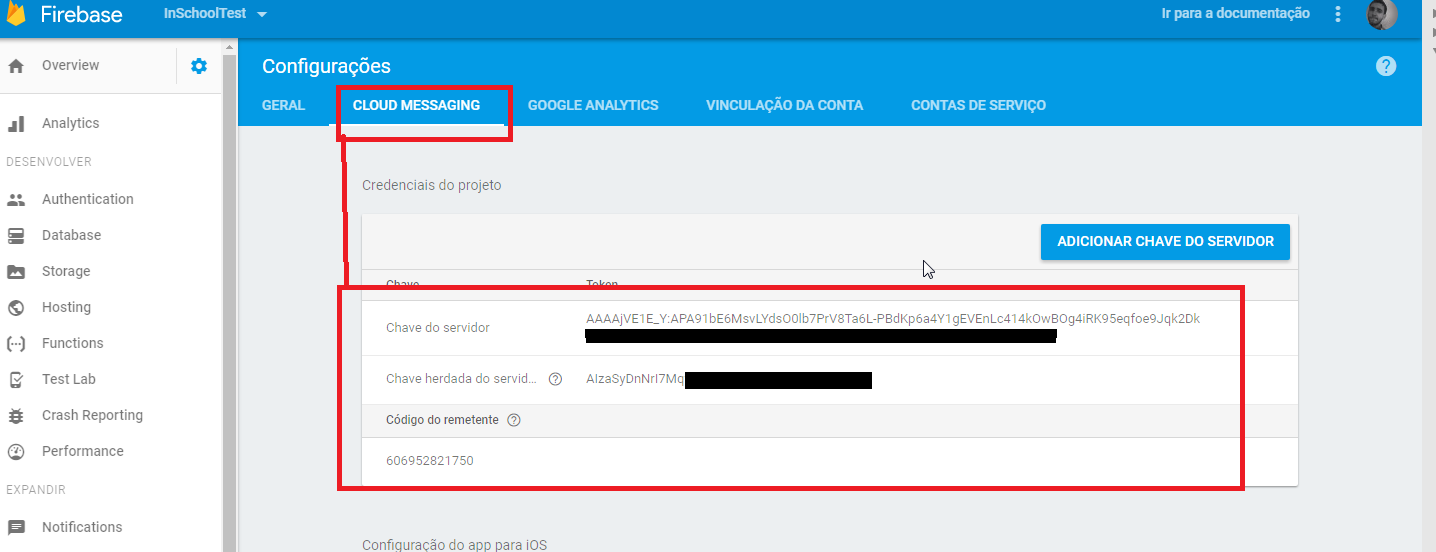 Firebase
InSchoolTest
Ir para a documentação
Overview
Configurações
GERAL
CLOUD MESSAGING
GOOGLE ANALYTICS
VINCULAÇÃO DA CONTA
CONTAS DE SERVIÇO
Analytics
DESENVOLVER
Authentication
Database
Storage
Hosting
Functions
Test Lab
Crash Reporting
Performance
EXPANDIR
Notifications
Credenciais do projeto
ADICIONAR CHAVE DO SERVIDOR
Chave Token
Chave do servidor AAAAjVE1E_Y:APA91bE6MsvLYdsO0lb7PrV8Ta6L-PBdKp6a4Y1gEVEnLc414kOwBOg4iRK95eqfoe9Jqk2Dk
Chave herdada do servid... AIzaSyDnNrI7Mq
Código do remetente
606952821750
Configuração do app para iOS